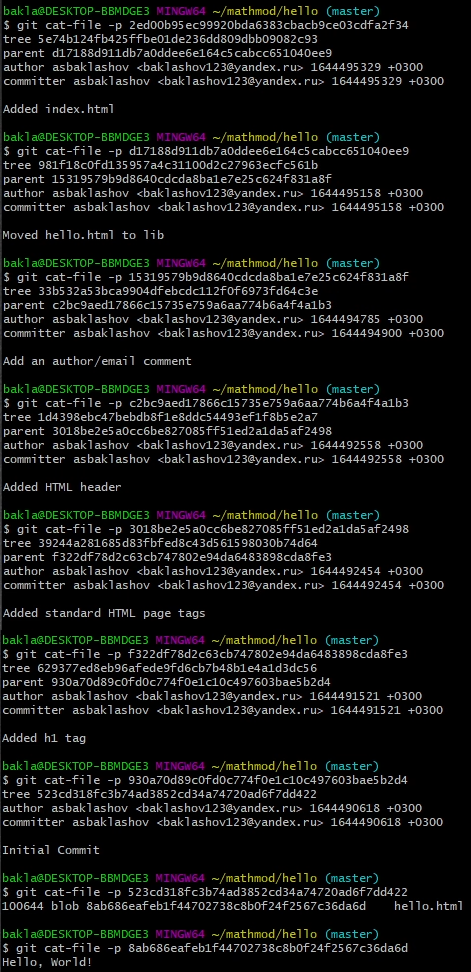 bakla@DESKTOP-BBMDGE3 MINGW64 ~/mathmod/hello (master)
$ git cat-file -p 2ed00b95ec99920bda6383cbacb9ce03cdfa2f34
tree 5e74b124fb425ffbe01de236dd809dbb09082c93
parent d17188d911db7a0ddee6e164c5cabcc651040ee9
author asbaklashov <baklashov123@yandex.ru> 1644495329 +0300
committer asbaklashov <baklashov123@yandex.ru> 1644495329 +0300
Added index.html
bakla@DESKTOP-BBMDGE3 MINGW64 ~/mathmod/hello (master)
$ git cat-file -p d17188d911db7a0ddee6e164c5cabcc651040ee9
tree 981f18c0fd135957a4c31100d2c27963ecfc561b
parent 15319579b9d8640cdcda8ba1e7e25c624f831a8f
author asbaklashov <baklashov123@yandex.ru> 1644495158 +0300
committer asbaklashov <baklashov123@yandex.ru> 1644495158 +0300
Moved hello.html to lib
bakla@DESKTOP-BBMDGE3 MINGW64 ~/mathmod/hello (master)
$ git cat-file -p 15319579b9d8640cdcda8ba1e7e25c624f831a8f
tree 33b532a53bca9904dfebcdc112f0f6973fd64c3e
parent c2bc9aed17866c15735e759a6aa774b6a4f4a1b3
author asbaklashov <baklashov123@yandex.ru> 1644494785 +0300
committer asbaklashov <baklashov123@yandex.ru> 1644494900 +0300
Add an author/email comment
bakla@DESKTOP-BBMDGE3 MINGW64 ~/mathmod/hello (master)
$ git cat-file -p c2bc9aed17866c15735e759a6aa774b6a4f4a1b3
tree 1d4398ebc47bebdb8f1e8ddc54493ef1f8b5e2a7
parent 3018be2e5a0cc6be827085ff51ed2a1da5af2498
author asbaklashov <baklashov123@yandex.ru> 1644492558 +0300
committer asbaklashov <baklashov123@yandex.ru> 1644492558 +0300
Added HTML header
bakla@DESKTOP-BBMDGE3 MINGW64 ~/mathmod/hello (master)
$ git cat-file -p 3018be2e5a0cc6be827085ff51ed2a1da5af2498
tree 39244a281685d83fbfed8c43d561598030b74d64
parent f322df78d2c63cb747802e94da6483898cda8fe3
author asbaklashov <baklashov123@yandex.ru> 1644492454 +0300
committer asbaklashov <baklashov123@yandex.ru> 1644492454 +0300
Added standard HTML page tags
bakla@DESKTOP-BBMDGE3 MINGW64 ~/mathmod/hello (master)
$ git cat-file -p f322df78d2c63cb747802e94da6483898cda8fe3
tree 629377ed8eb96afede9fd6cb7b48b1e4a1d3dc56
parent 930a70d89c0fd0c774f0e1c10c497603bae5b2d4
author asbaklashov <baklashov123@yandex.ru> 1644491521 +0300
committer asbaklashov <baklashov123@yandex.ru> 1644491521 +0300
Added h1 tag
bakla@DESKTOP-BBMDGE3 MINGW64 ~/mathmod/hello (master)
$ git cat-file -p 930a70d89c0fd0c774f0e1c10c497603bae5b2d4
tree 523cd318fc3b74ad3852cd34a74720ad6f7dd422
author asbaklashov <baklashov123@yandex.ru> 1644490618 +0300
committer asbaklashov <baklashov123@yandex.ru> 1644490618 +0300
Initial Commit
bakla@DESKTOP-BBMDGE3 MINGW64 ~/mathmod/hello (master)
$ git cat-file -p 523cd318fc3b74ad3852cd34a74720ad6f7dd422
100644 blob 8ab686eafeb1f44702738c8b0f24f2567c36da6d    hello.html
bakla@DESKTOP-BBMDGE3 MINGW64 ~/mathmod/hello (master)
$ git cat-file -p 8ab686eafeb1f44702738c8b0f24f2567c36da6d
Hello, World!